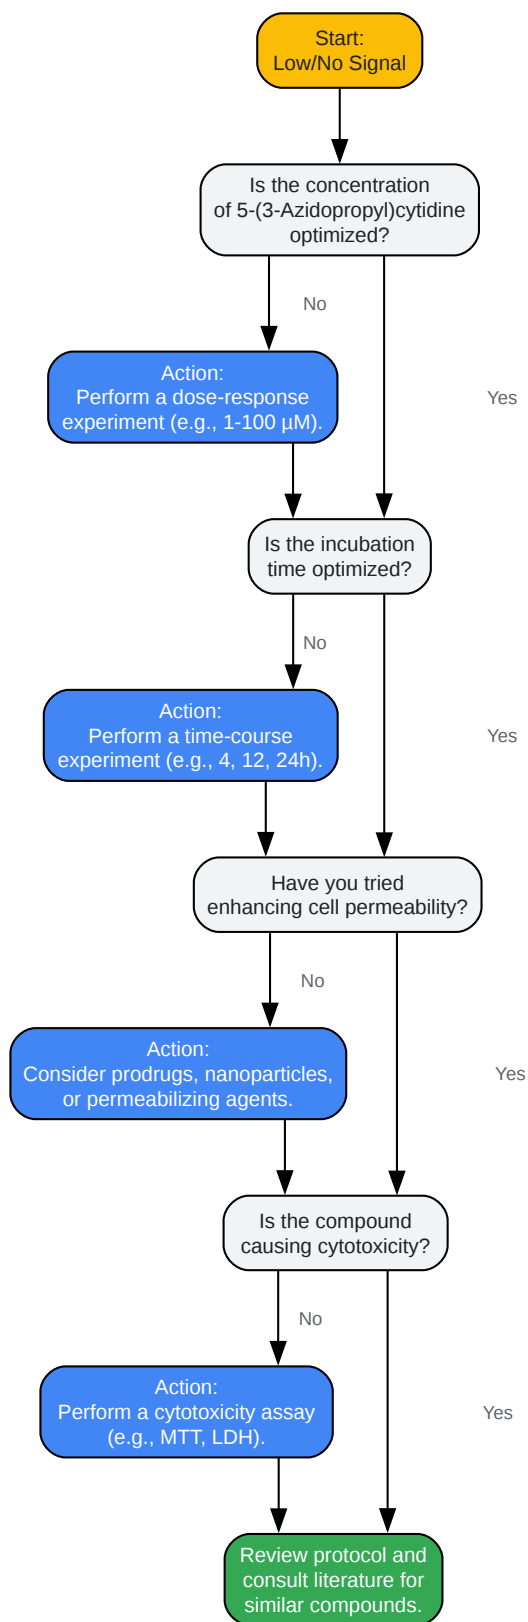 Start:
Low/No Signal
Is the concentration
of 5-(3-Azidopropyl)cytidine
optimized?
No
Action:
Perform a dose-response
experiment (e.g., 1-100 µM).
Yes
Is the incubation
time optimized?
No
Action:
Perform a time-course
experiment (e.g., 4, 12, 24h).
Yes
Have you tried
enhancing cell permeability?
No
Action:
Consider prodrugs, nanoparticles,
or permeabilizing agents.
Yes
Is the compound
causing cytotoxicity?
No
Action:
Perform a cytotoxicity assay
(e.g., MTT, LDH).
Yes
Review protocol and
consult literature for
similar compounds.